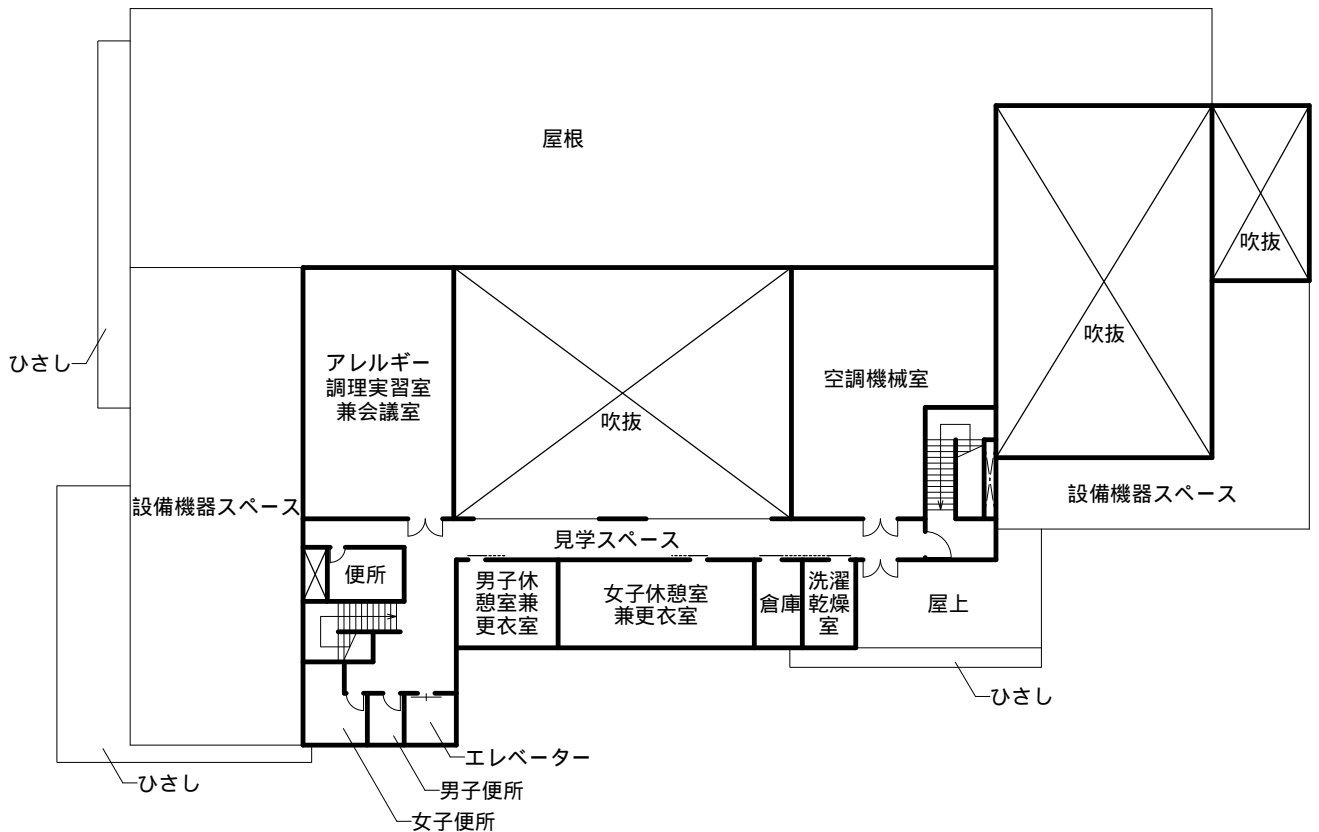 屋根
吹抜
ひさし
アレルギー
調理実習室
兼会議室
吹抜
空調機械室
吹抜
設備機器スペース
設備機器スペース
見学スペース
便所
男子休
憩室兼
更衣室
女子休憩室
兼更衣室
倉庫
洗濯
乾燥
室
屋上
ひさし
エレベーター
ひさし
男子便所
女子便所